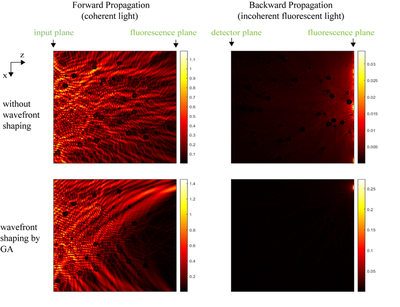 Forward Propagation
(coherent light)
Backward Propagation
(incoherent fluorescent light)
input plane
fluorescence plane
detector plane
fluorescence plane
z
x
without
wavefront
shaping
1.1
1
0.9
0.8
0.7
0.6
0.5
0.4
0.3
0.2
0.1
0.03
0.025
0.02
0.015
0.01
0.005
wavefront
shaping by
GA
1.4
1.2
1
0.8
0.6
0.4
0.2
0.25
0.2
0.15
0.1
0.05